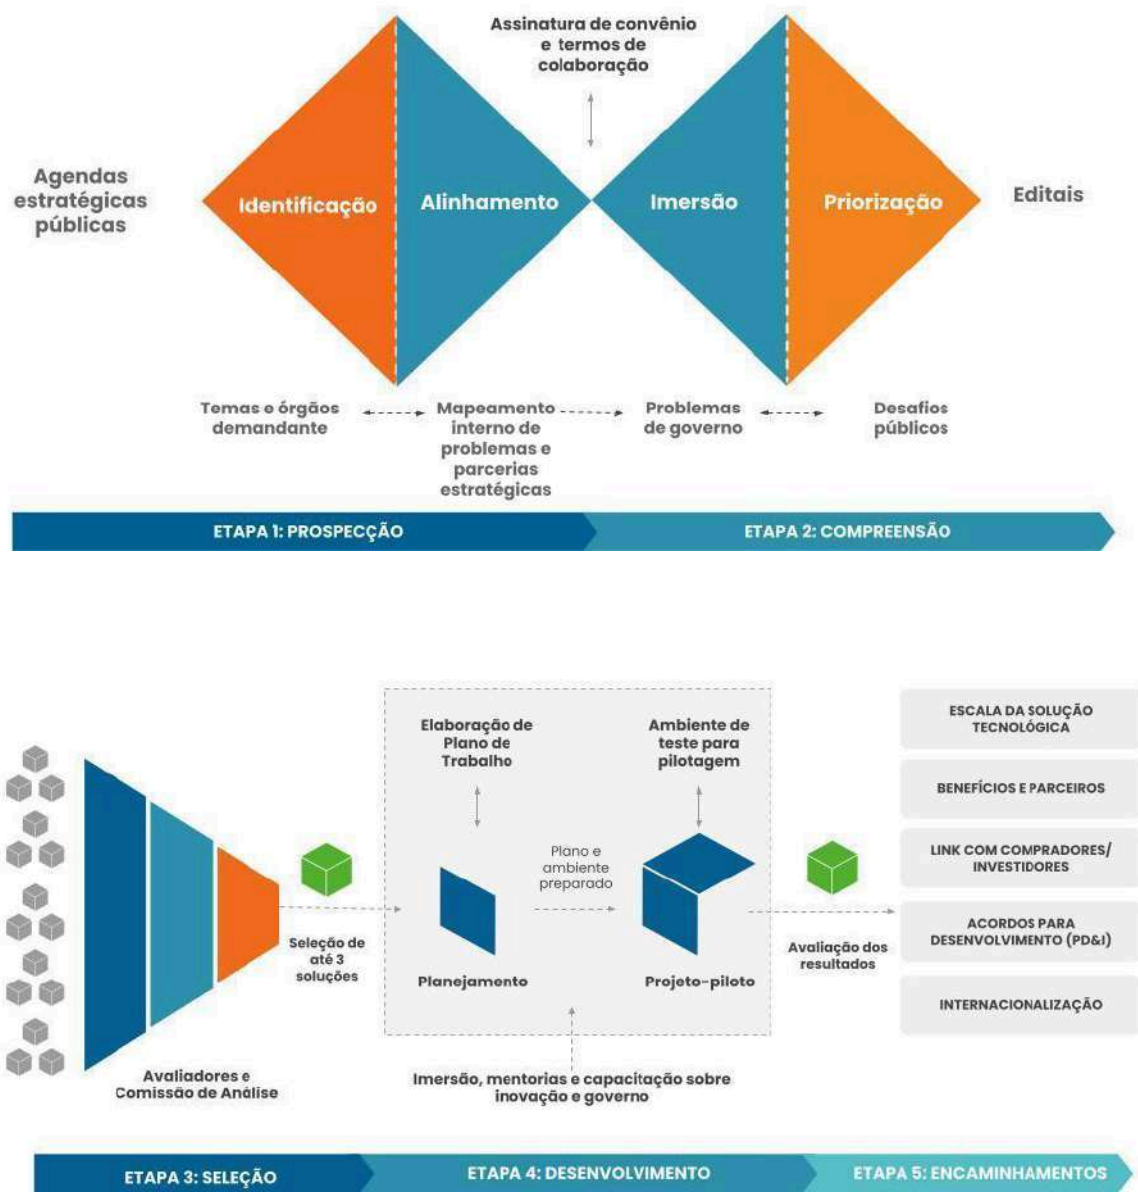 Assinatura de convênio
e termos de
colaboração
Agendas
estratégicas
públicas
Identificação
Alinhamento
Imersão
Priorização
Editais
Temas e órgãos
demandante
Mapeamento
interno de
problemas e
parcerias
estratégicas
Problemas
de governo
Desafios
públicos
ETAPA 1: PROSPECÇÃO
ETAPA 2: COMPREENSÃO
Elaboração de
Plano de
Trabalho
Ambiente de
teste para
pilotagem
Plano e
ambiente
preparado
Seleção de
até 3
soluções
Planejamento
Projeto-piloto
Avaliação dos
resultados
Avaliadores e
Comissão de Análise
Imersão, mentorias e capacitação sobre
inovação e governo
ESCALA DA SOLUÇÃO
TECNOLÓGICA
BENEFÍCIOS E PARCEIROS
LINK COM COMPRADORES/
INVESTIDORES
ACORDOS PARA
DESENVOLVIMENTO (PD&I)
INTERNACIONALIZAÇÃO
ETAPA 3: SELEÇÃO
ETAPA 4: DESENVOLVIMENTO
ETAPA 5: ENCAMINHAMENTOS